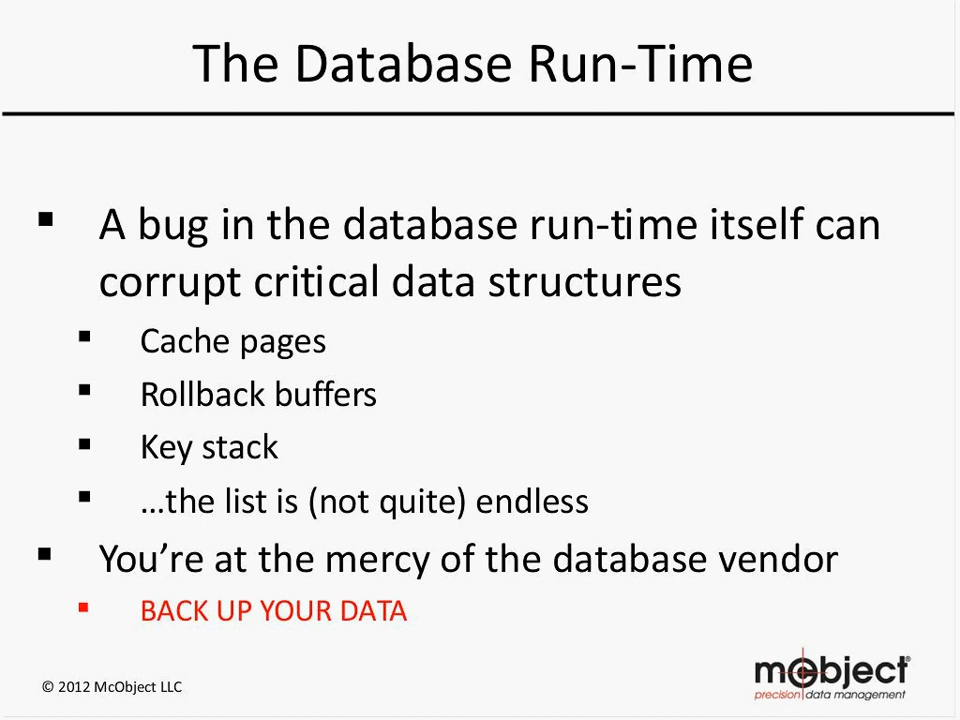 The Database Run-Time
▪ A bug in the database run-time itself can
corrupt critical data structures
▪ Cache pages
▪ Rollback buffers
▪ Key stack
▪ …the list is (not quite) endless
▪ You’re at the mercy of the database vendor
▪ BACK UP YOUR DATA
© 2012 McObject LLC
mcobject®
precision data management